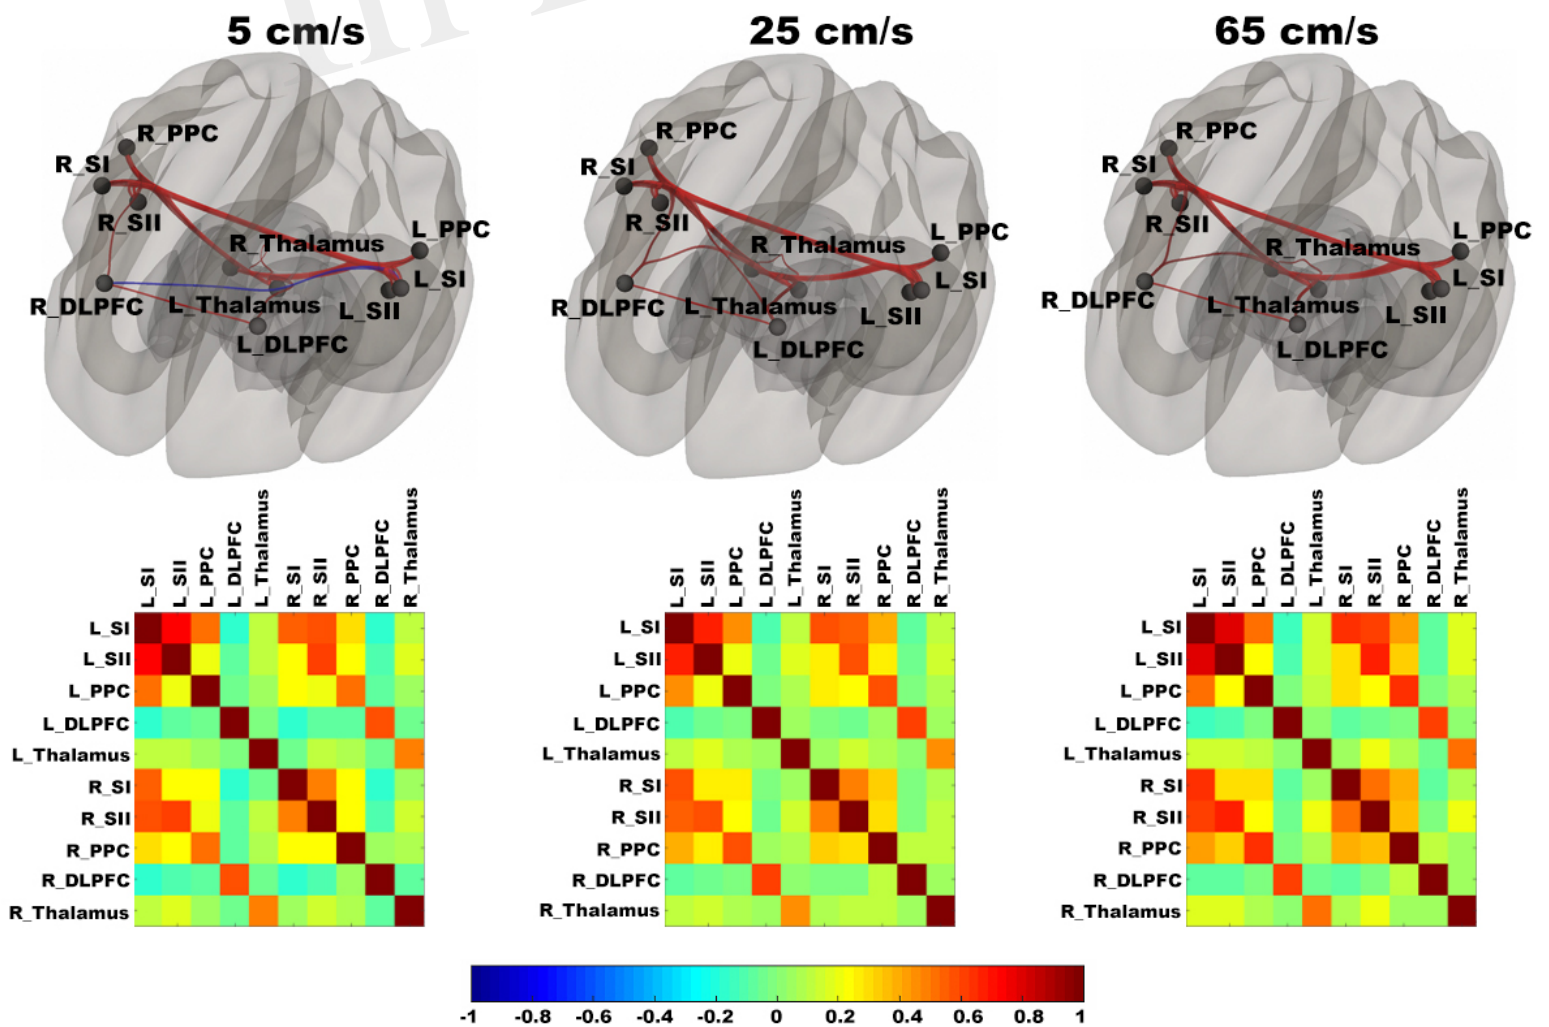 5 cm/s
25 cm/s
65 cm/s
R_PPC
R_SI
R_SII
R_Thalamus
L_PPC
L_SI
R_DLPFC
L_Thalamus
L_SII
L_DLPFC
R_PPC
R_SI
R_SII
R_Thalamus
L_PPC
L_SI
R_DLPFC
L_Thalamus
L_SII
L_DLPFC
R_PPC
R_SI
R_SII
R_Thalamus
L_PPC
L_SI
R_DLPFC
L_Thalamus
L_SII
L_DLPFC
L_SI L_SII L_PPC L_DLPFC L_Thalamus R_SI R_SII R_PPC R_DLPFC R_Thalamus
L_SI
L_SII
L_PPC
L_DLPFC
L_Thalamus
R_SI
R_SII
R_PPC
R_DLPFC
R_Thalamus
L_SI L_SII L_PPC L_DLPFC L_Thalamus R_SI R_SII R_PPC R_DLPFC R_Thalamus
L_SI
L_SII
L_PPC
L_DLPFC
L_Thalamus
R_SI
R_SII
R_PPC
R_DLPFC
R_Thalamus
L_SI L_SII L_PPC L_DLPFC L_Thalamus R_SI R_SII R_PPC R_DLPFC R_Thalamus
L_SI
L_SII
L_PPC
L_DLPFC
L_Thalamus
R_SI
R_SII
R_PPC
R_DLPFC
R_Thalamus
-1 -0.8 -0.6 -0.4 -0.2 0 0.2 0.4 0.6 0.8 1